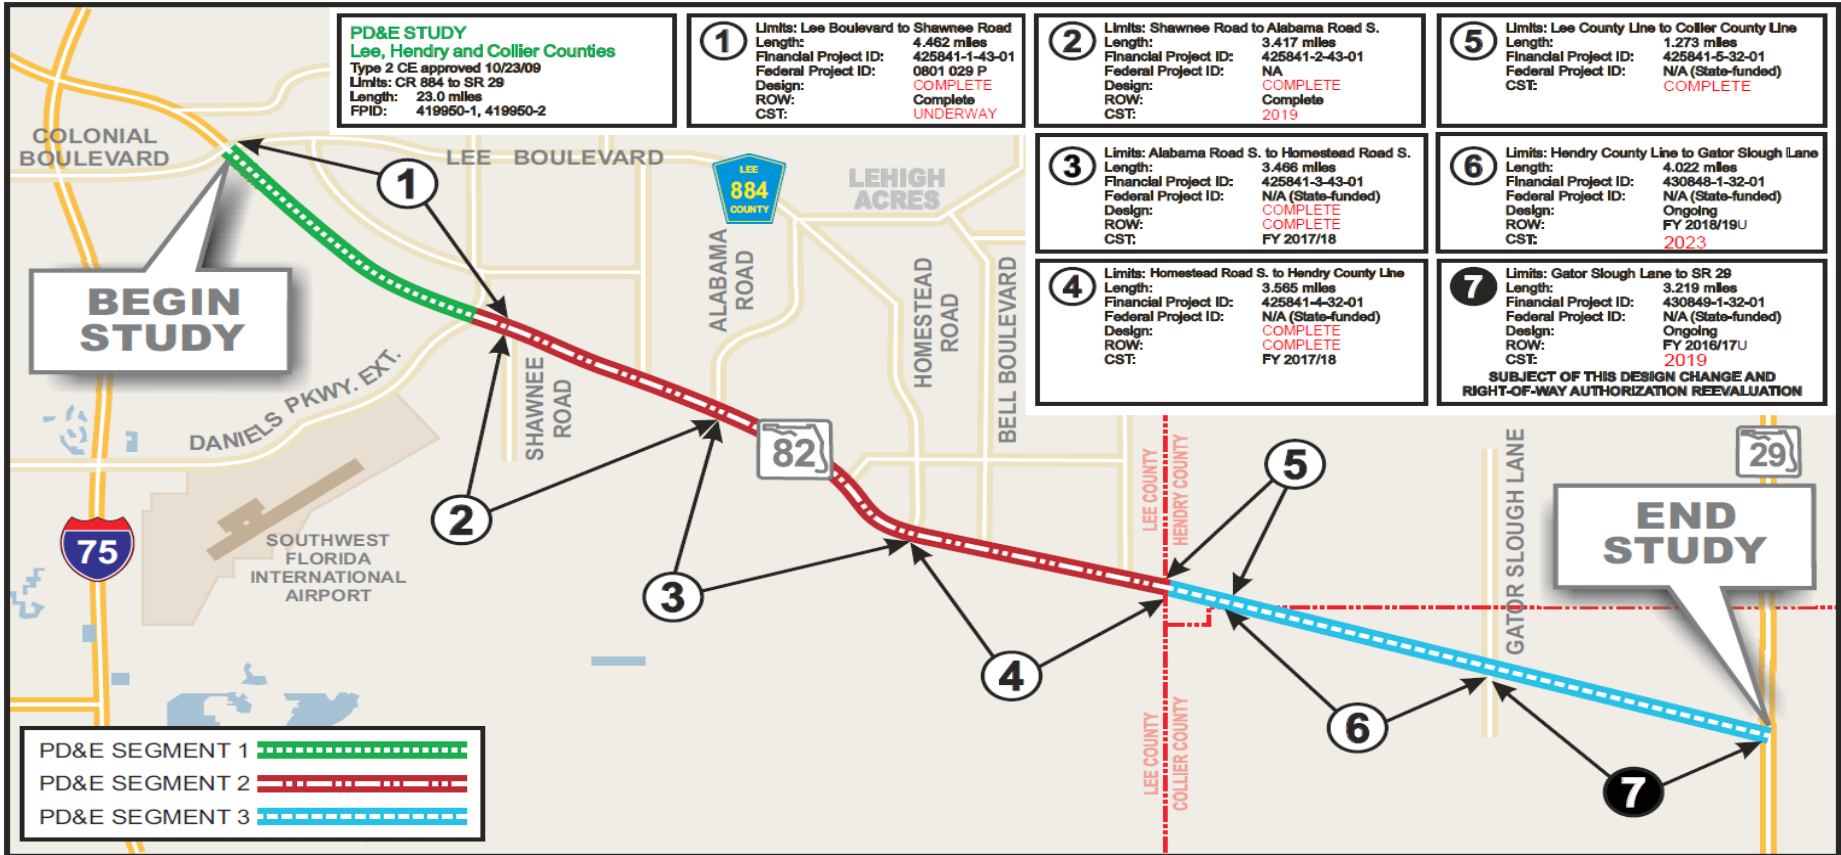 PD&E STUDY
Lee, Hendry and Collier Counties
Type 2 CE approved 10/23/09
Limits: CR 884 to SR 29
Length: 23.0 miles
FPID: 419950-1, 419950-2
1
Limits: Lee Boulevard to Shawnee Road
Length: 4.462 miles
Financial Project ID: 425841-1-43-01
Federal Project ID: 0801 029 P
Design: COMPLETE
ROW: Complete
CST: UNDERWAY
2
Limits: Shawnee Road to Alabama Road S.
Length: 3.417 miles
Financial Project ID: 425841-2-43-01
Federal Project ID: NA
Design: COMPLETE
ROW: Complete
CST: 2019
5
Limits: Lee County Line to Collier County Line
Length: 1.273 miles
Financial Project ID: 425841-5-32-01
Federal Project ID: N/A (State-funded)
CST: COMPLETE
3
Limits: Alabama Road S. to Homestead Road S.
Length: 3.466 miles
Financial Project ID: 425841-3-43-01
Federal Project ID: N/A (State-funded)
Design: COMPLETE
ROW: COMPLETE
CST: FY 2017/18
6
Limits: Hendry County Line to Gator Slough Lane
Length: 4.022 miles
Financial Project ID: 430848-1-32-01
Federal Project ID: N/A (State-funded)
Design: Ongoing
ROW: FY 2018/19U
CST: 2023
4
Limits: Homestead Road S. to Hendry County Line
Length: 3.565 miles
Financial Project ID: 425841-4-32-01
Federal Project ID: N/A (State-funded)
Design: COMPLETE
ROW: COMPLETE
CST: FY 2017/18
7
Limits: Gator Slough Lane to SR 29
Length: 3.219 miles
Financial Project ID: 430849-1-32-01
Federal Project ID: N/A (State-funded)
Design: Ongoing
ROW: FY 2016/17U
CST: 2019
SUBJECT OF THIS DESIGN CHANGE AND
RIGHT-OF-WAY AUTHORIZATION REEVALUATION
COLONIAL
BOULEVARD
LEE BOULEVARD
1
LEE
884
COUNTY
LEHIGH
ACRES
ALABAMA
ROAD
HOMESTEAD
ROAD
BELL BOULEVARD
BEGIN
STUDY
DANIELS PKWY. EXT.
SHAWNEE
ROAD
82
LEE COUNTY
HENDRY COUNTY
5
GATOR SLOUGH LANE
29
END
STUDY
2
75
SOUTHWEST
FLORIDA
INTERNATIONAL
AIRPORT
3
4
6
LEE COUNTY
COLLIER COUNTY
7
PD&E SEGMENT 1
PD&E SEGMENT 2
PD&E SEGMENT 3